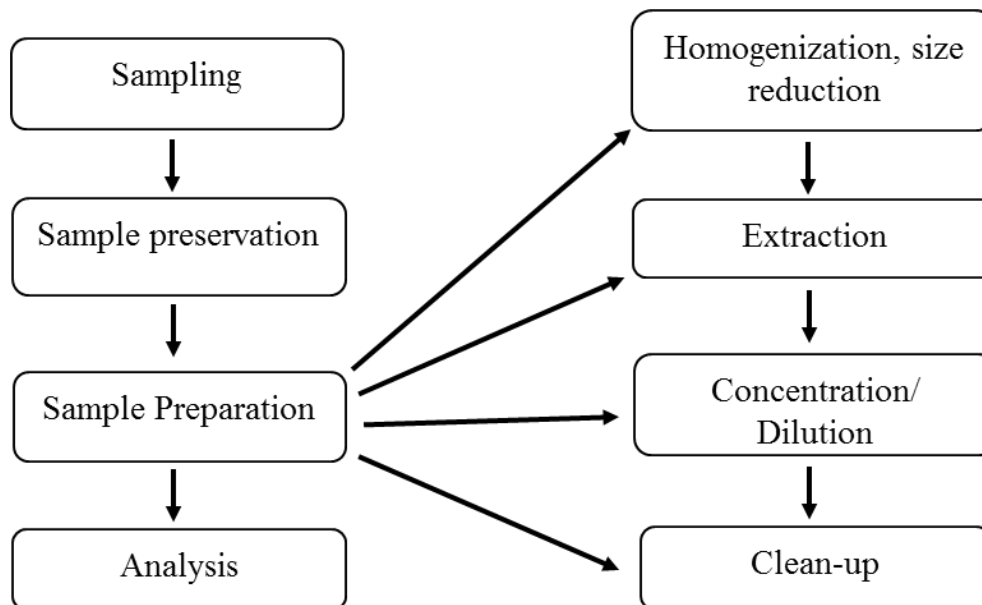 Sampling
Sample preservation
Sample Preparation
Analysis
Homogenization, size
reduction
Extraction
Concentration/
Dilution
Clean-up